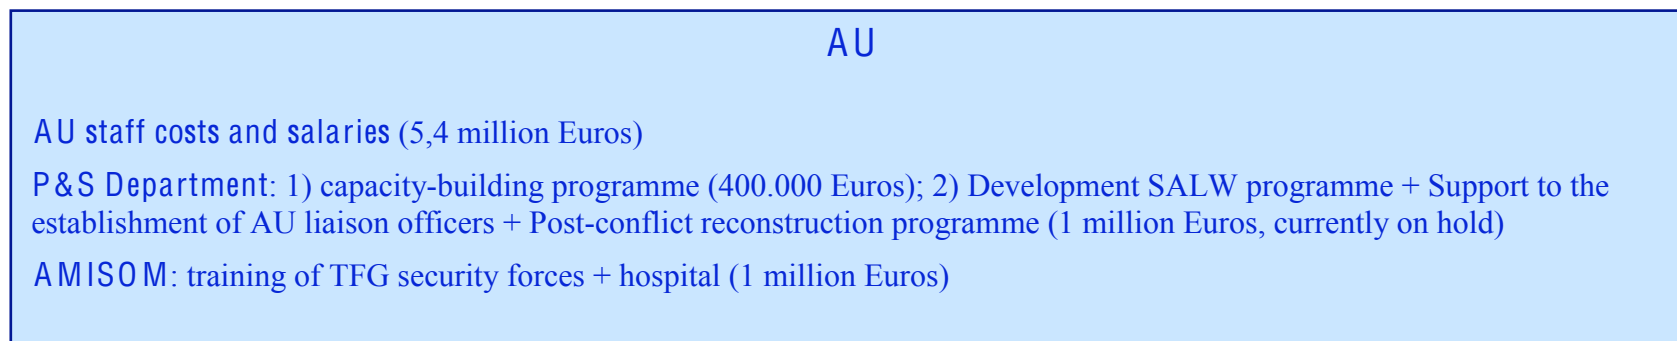 AU
AU staff costs and salaries (5,4 million Euros)
P&S Department: 1) capacity-building programme (400.000 Euros); 2) Development SALW programme + Support to the
establishment of AU liaison officers + Post-conflict reconstruction programme (1 million Euros, currently on hold)
AMISOM: training of TFG security forces + hospital (1 million Euros)